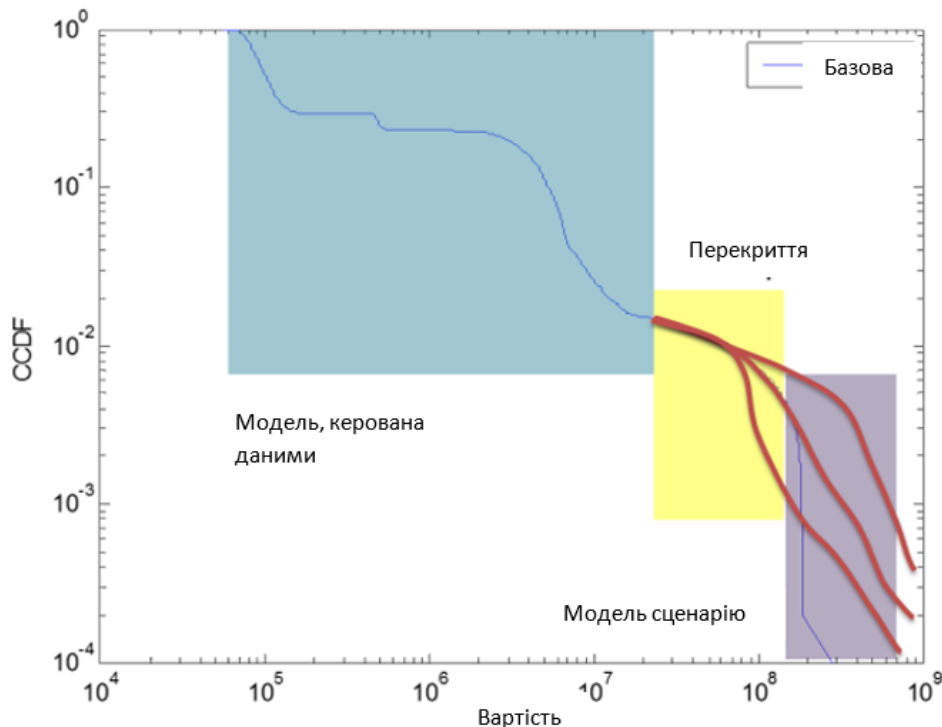 10^0
Базова
10^-1
Перекриття
CCDF
10^-2
Модель, керована
даними
10^-3
Модель сценарію
10^-4
10^4 10^5 10^6 10^7 10^8 10^9
Вартість